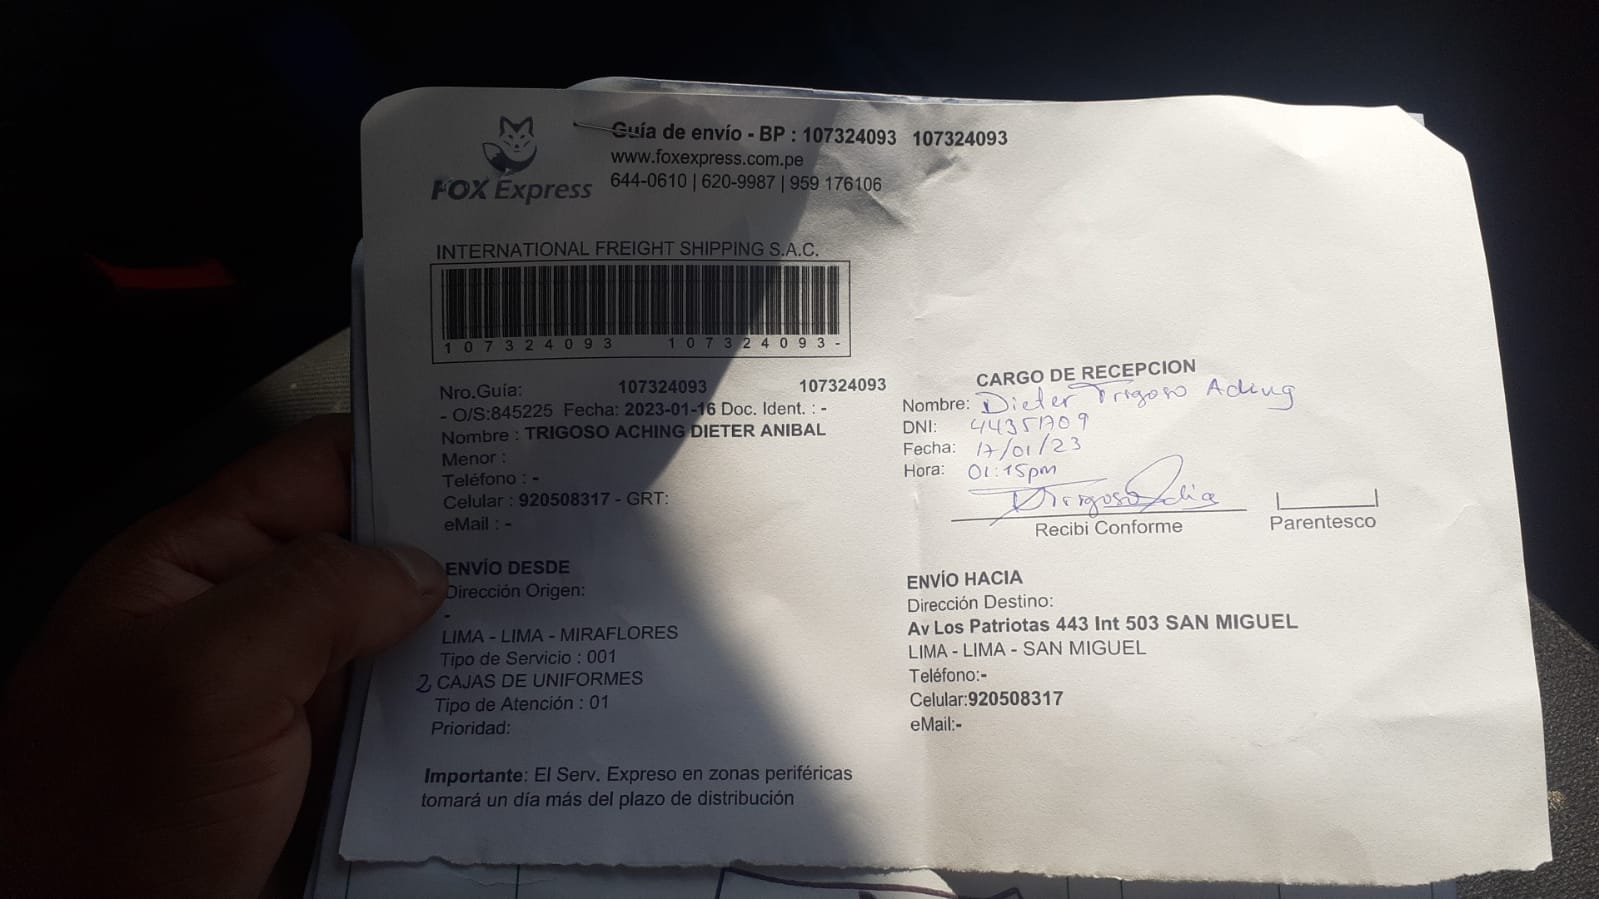 Guía de envío - BP : 107324093 107324093
www.foxexpress.com.pe
644-0610 | 620-9987 | 959 176106
FOX Express
INTERNATIONAL FREIGHT SHIPPING S.A.C.
107324093 107324093-
Nro.Guía: 107324093 107324093
- O/S:845225 Fecha: 2023-01-16 Doc. Ident. : -
Nombre : TRIGOSO ACHING DIETER ANIBAL
Menor :
Teléfono : -
Celular : 920508317 - GRT:
eMail : -
CARGO DE RECEPCION
Nombre: Dieter Trigoso Aching
DNI: 44351709
Fecha: 17/01/23
Hora: 01:15pm
Recibi Conforme
Parentesco
ENVÍO DESDE
Dirección Origen:
-
LIMA - LIMA - MIRAFLORES
Tipo de Servicio : 001
2 CAJAS DE UNIFORMES
Tipo de Atención : 01
Prioridad:
ENVÍO HACIA
Dirección Destino:
Av Los Patriotas 443 Int 503 SAN MIGUEL
LIMA - LIMA - SAN MIGUEL
Teléfono:-
Celular:920508317
eMail:-
Importante: El Serv. Expreso en zonas periféricas
tomará un día más del plazo de distribución